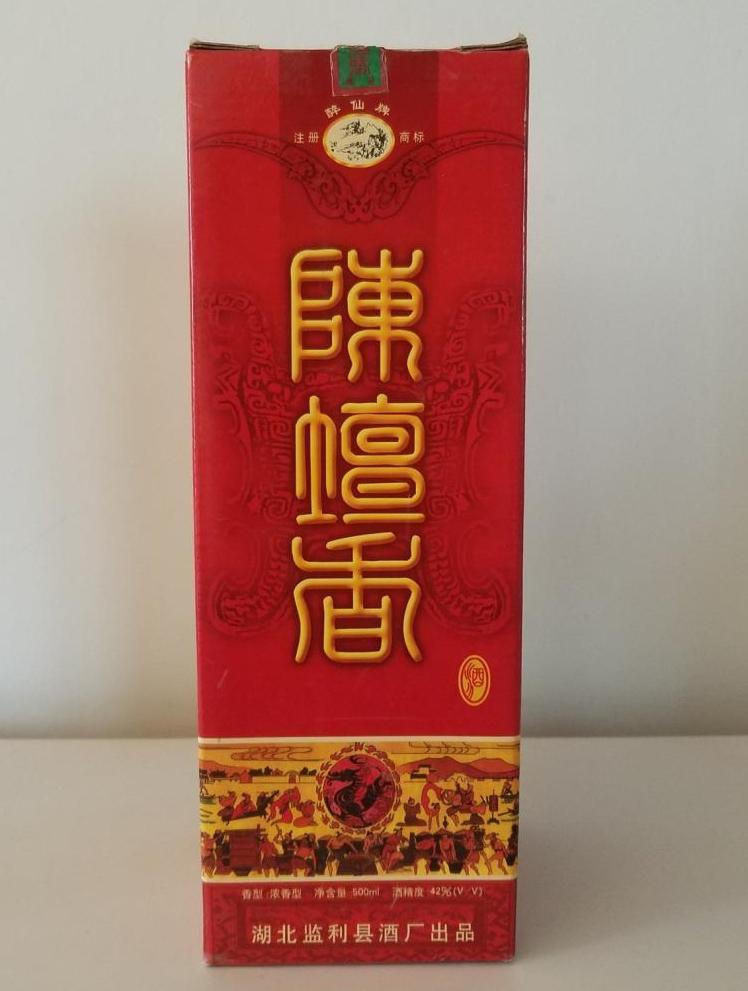 醉仙牌
注册 商标
陳壇香
酒
香型:浓香型 净含量 500ml 酒精度 42%(V V)
湖北监利县酒厂出品